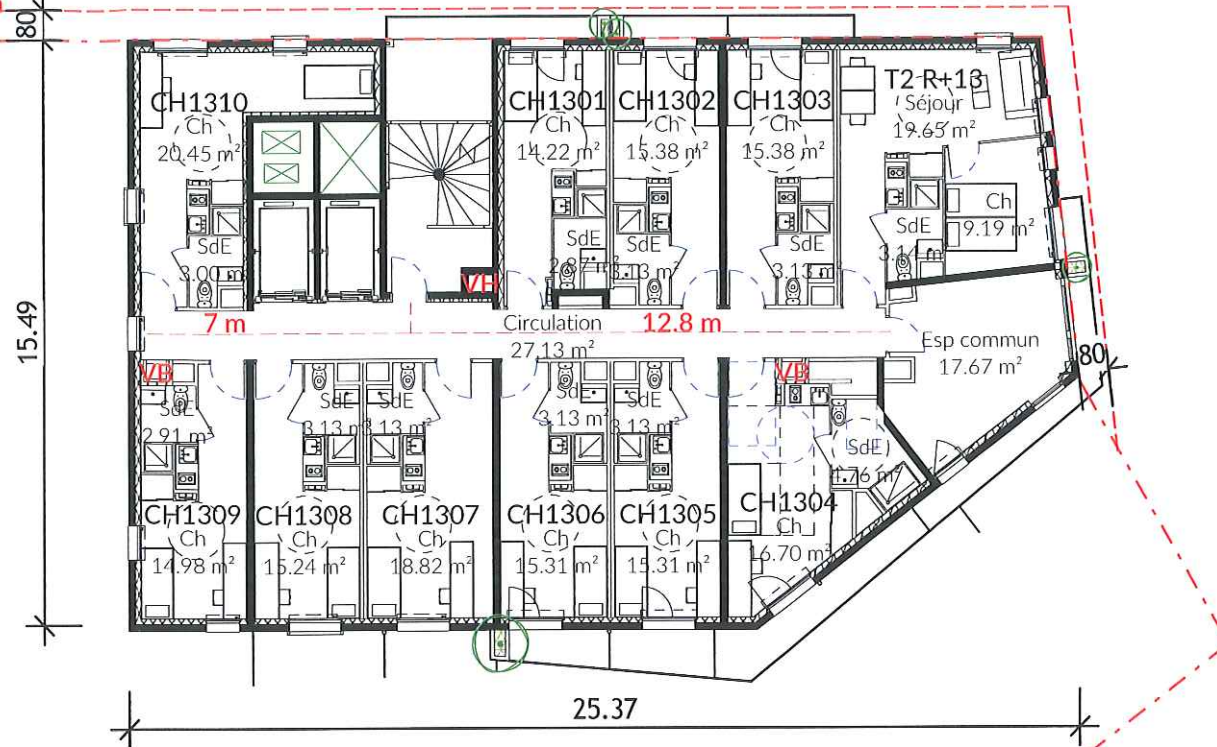 80
15.49
CH1310
Ch
20.45 m²
SdE
3.00 m²
CH1301
Ch
14.22 m²
SdE
2.87 m²
CH1302
Ch
15.38 m²
3.13 m²
CH1303
Ch
15.38 m²
SdE
3.13 m²
T2 R+13
Séjour
19.65 m²
Ch
9.19 m²
SdE
3.14 m²
VH
7 m
Circulation
27.13 m²
12.8 m
Esp commun
17.67 m²
80
VB
SdE
2.91 m²
CH1309
Ch
14.98 m²
SdE
3.13 m²
CH1308
Ch
15.24 m²
SdE
3.13 m²
CH1307
Ch
18.82 m²
SdE
3.13 m²
CH1306
Ch
15.31 m²
SdE
3.13 m²
CH1305
Ch
15.31 m²
VB
SdE
4.76 m²
CH1304
Ch
16.70 m²
25.37